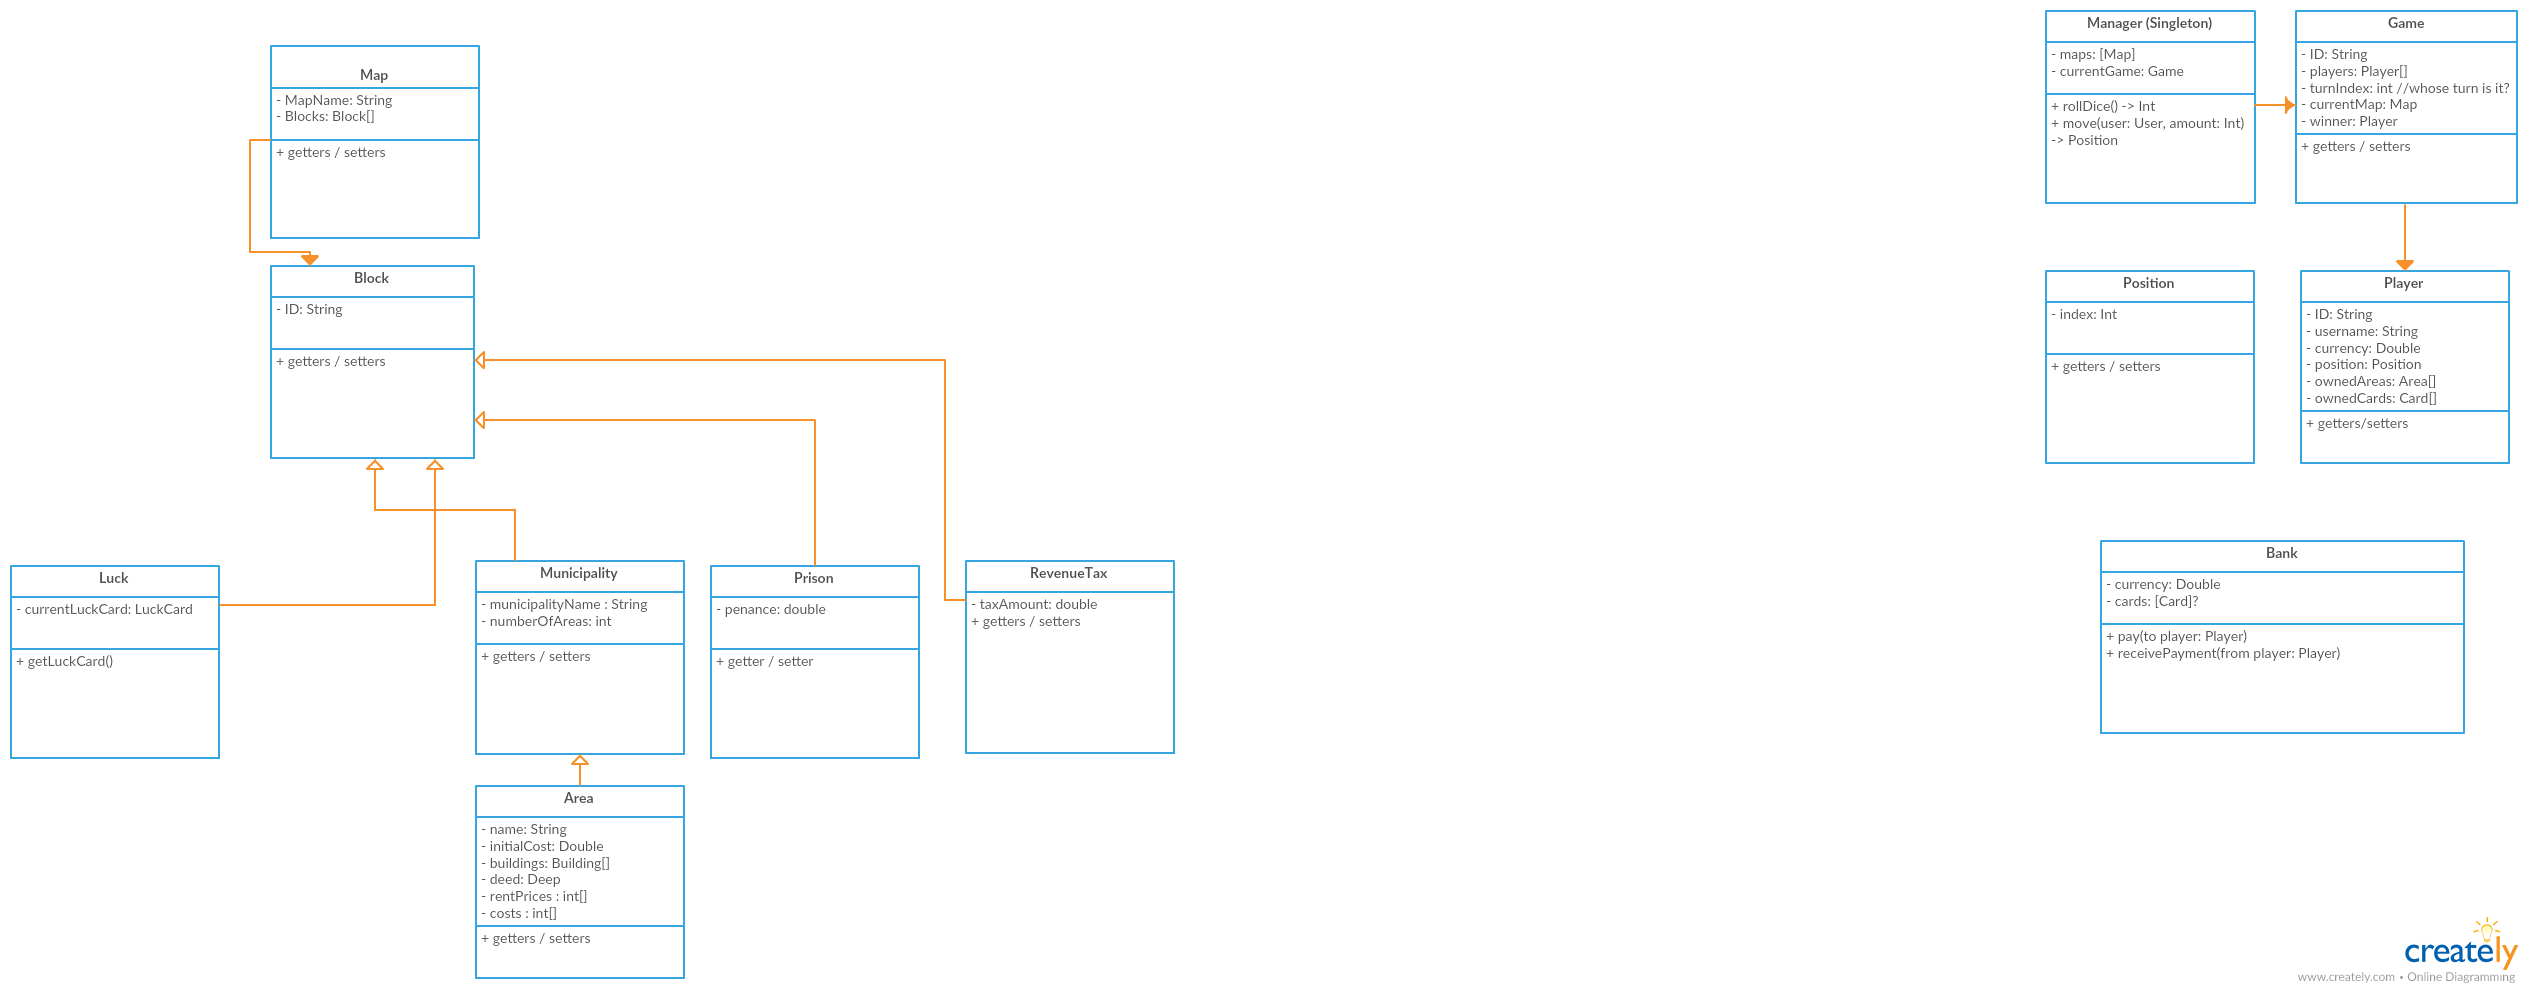 Map
- MapName: String
- Blocks: Block[]
+ getters / setters
Block
- ID: String
+ getters / setters
Luck
- currentLuckCard: LuckCard
+ getLuckCard()
Municipality
- municipalityName : String
- numberOfAreas: int
+ getters / setters
Prison
- penance: double
+ getter / setter
RevenueTax
- taxAmount: double
+ getters / setters
Area
- name: String
- initialCost: Double
- buildings: Building[]
- deed: Deep
- rentPrices : int[]
- costs : int[]
+ getters / setters
Manager (Singleton)
- maps: [Map]
- currentGame: Game
+ rollDice() -> Int
+ move(user: User, amount: Int)
-> Position
Game
- ID: String
- players: Player[]
- turnIndex: int //whose turn is it?
- currentMap: Map
- winner: Player
+ getters / setters
Position
- index: Int
+ getters / setters
Player
- ID: String
- username: String
- currency: Double
- position: Position
- ownedAreas: Area[]
- ownedCards: Card[]
+ getters/setters
Bank
- currency: Double
- cards: [Card]?
+ pay(to player: Player)
+ receivePayment(from player: Player)
creately
www.creately.com • Online Diagramming